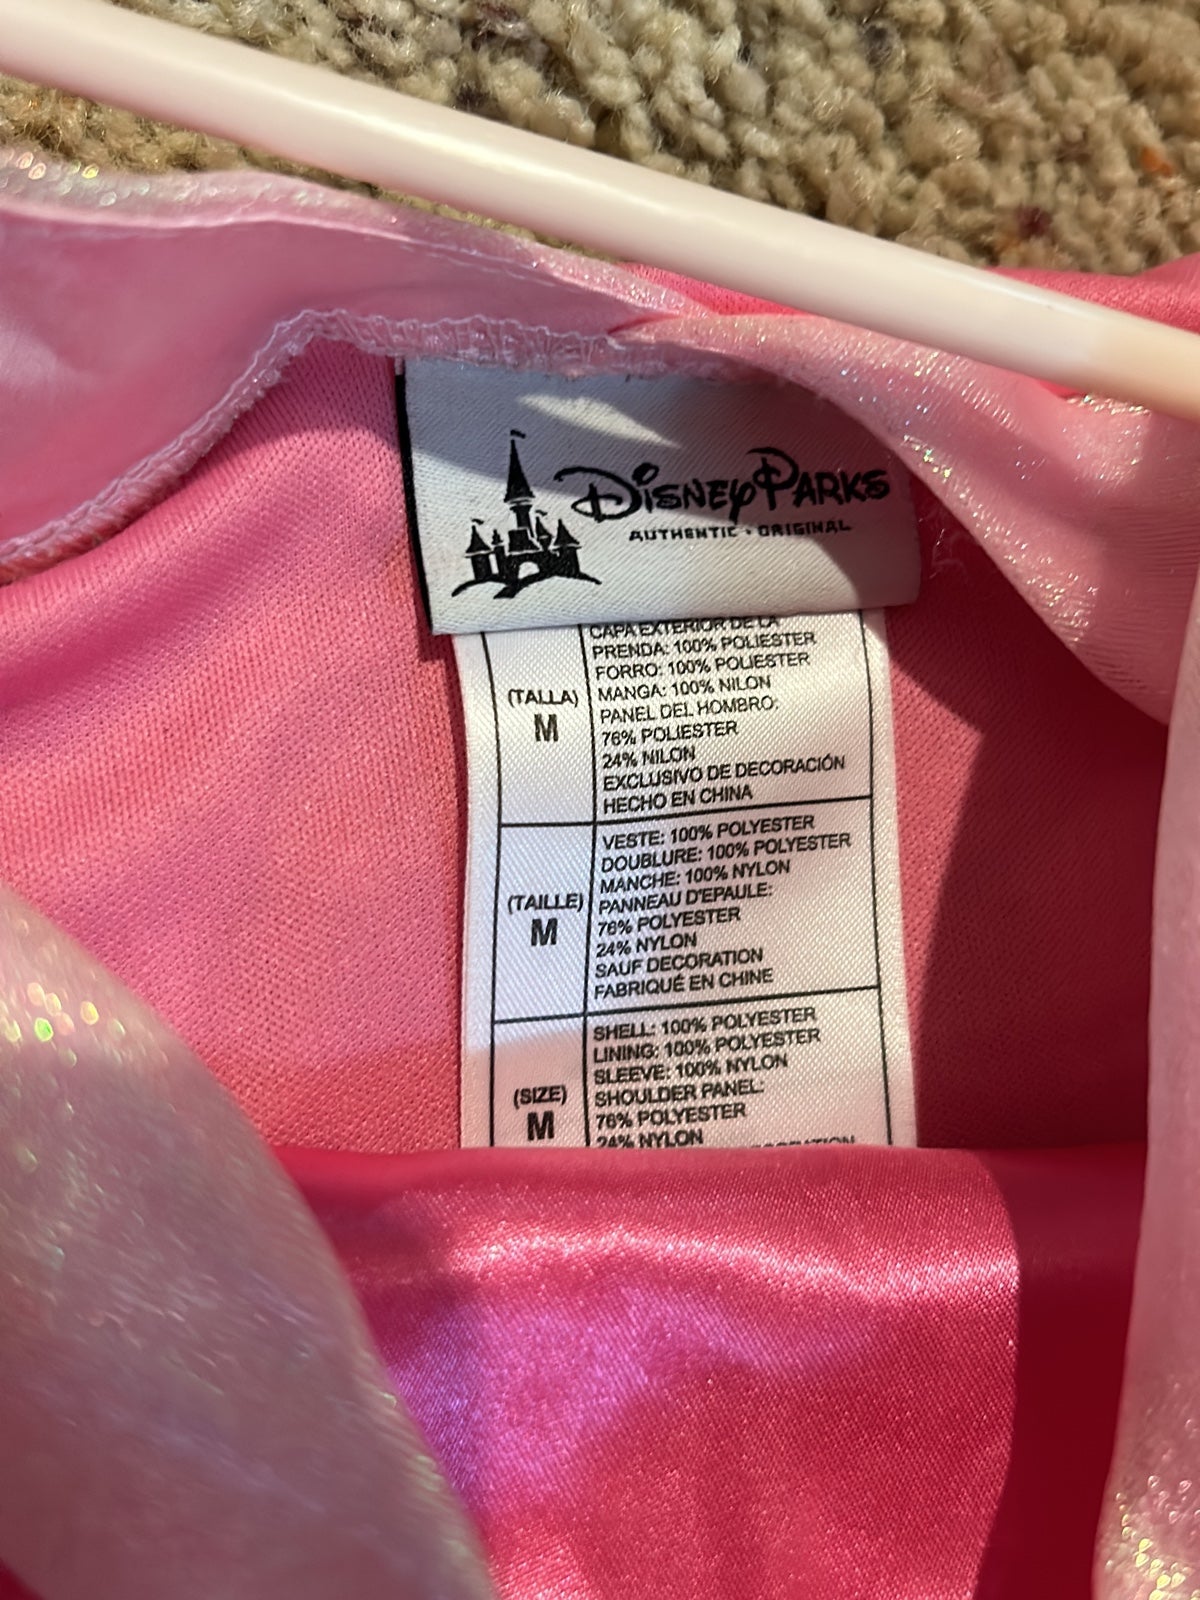 DISNEY PARKS
AUTHENTIC • ORIGINAL
CAPA EXTERIOR DE LA
PRENDA: 100% POLIESTER
FORRO: 100% POLIESTER
(TALLA)
M
MANGA: 100% NILON
PANEL DEL HOMBRO:
76% POLIESTER
24% NILON
EXCLUSIVO DE DECORACIÓN
HECHO EN CHINA
(TAILLE)
M
VESTE: 100% POLYESTER
DOUBLURE: 100% POLYESTER
MANCHE: 100% NYLON
PANNEAU D'EPAULE:
76% POLYESTER
24% NYLON
SAUF DECORATION
FABRIQUÉ EN CHINE
(SIZE)
M
SHELL: 100% POLYESTER
LINING: 100% POLYESTER
SLEEVE: 100% NYLON
SHOULDER PANEL:
76% POLYESTER
24% NYLON